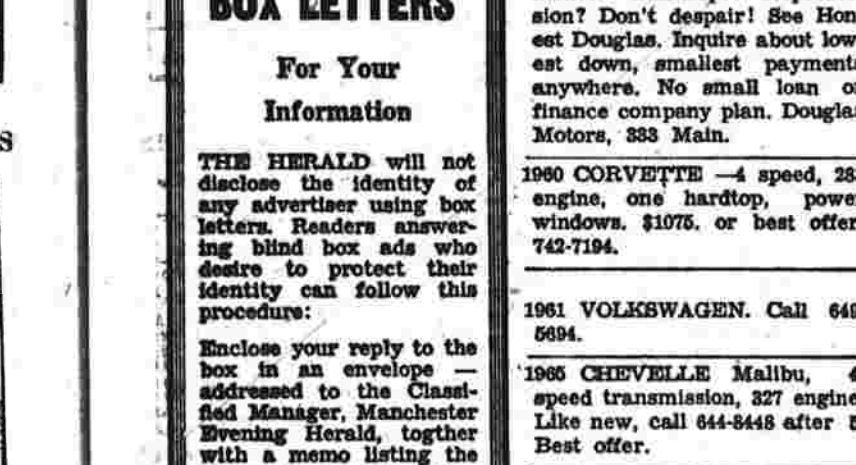 S
BOX LETTERS
For Your
Information
THE HERALD will not
disclose the identity of
any advertiser using box
letters. Readers answer-
ing blind box ads who
desire to protect their
identity can follow this
procedure:
Enclose your reply to the
box in an envelope —
addressed to the Classi-
fied Manager, Manchester
Evening Herald, togther
with a memo listing the
sion? Don't despair! See Hon
est Douglas. Inquire about low
est down, smallest payments
anywhere. No small loan or
finance company plan. Douglas
Motors, 333 Main.
1960 CORVETTE —4 speed, 283
engine, one hardtop, power
windows. $1075. or best offer.
742-7194.
1961 VOLKSWAGEN. Call 649
5694.
1965 CHEVELLE Malibu, 4
speed transmission, 327 engine
Like new, call 644-8448 after 5
Best offer.